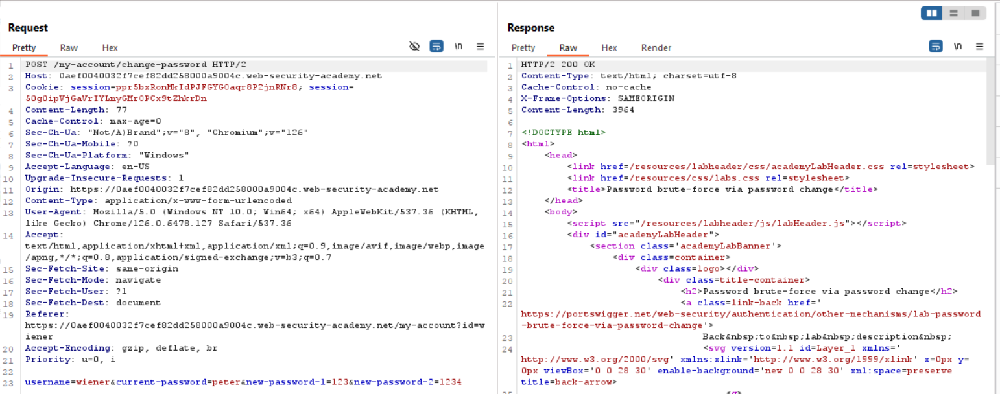 Request
Pretty Raw Hex
\n
1 POST /my-account/change-password HTTP/2
2 Host: 0aef0040032f7cef82dd258000a9004c.web-security-academy.net
3 Cookie: session=ppr5bxRonMkIdPJFGYG0aqr8P2jnRNr8; session=
50g0ipVjGaVrIYLmyGMr0PCx9tZhkrDn
4 Content-Length: 77
5 Cache-Control: max-age=0
6 Sec-Ch-Ua: "Not/A)Brand";v="8", "Chromium";v="126"
7 Sec-Ch-Ua-Mobile: ?0
8 Sec-Ch-Ua-Platform: "Windows"
9 Accept-Language: en-US
10 Upgrade-Insecure-Requests: 1
11 Origin: https://0aef0040032f7cef82dd258000a9004c.web-security-academy.net
12 Content-Type: application/x-www-form-urlencoded
13 User-Agent: Mozilla/5.0 (Windows NT 10.0; Win64; x64) AppleWebKit/537.36 (KHTML,
like Gecko) Chrome/126.0.6478.127 Safari/537.36
14 Accept:
text/html,application/xhtml+xml,application/xml;q=0.9,image/avif,image/webp,image
/apng,*/*;q=0.8,application/signed-exchange;v=b3;q=0.7
15 Sec-Fetch-Site: same-origin
16 Sec-Fetch-Mode: navigate
17 Sec-Fetch-User: ?1
18 Sec-Fetch-Dest: document
19 Referer:
https://0aef0040032f7cef82dd258000a9004c.web-security-academy.net/my-account?id=w
iener
20 Accept-Encoding: gzip, deflate, br
21 Priority: u=0, i
22
23 username=wiener&current-password=peter&new-password-1=123&new-password-2=1234
Response
Pretty Raw Hex Render
\n
1 HTTP/2 200 OK
2 Content-Type: text/html; charset=utf-8
3 Cache-Control: no-cache
4 X-Frame-Options: SAMEORIGIN
5 Content-Length: 3964
6
7 <!DOCTYPE html>
8 <html>
9 <head>
10 <link href=/resources/labheader/css/academyLabHeader.css rel=stylesheet>
11 <link href=/resources/css/labs.css rel=stylesheet>
12 <title>Password brute-force via password change</title>
13 </head>
14 <body>
15 <script src="/resources/labheader/js/labHeader.js"></script>
16 <div id="academyLabHeader">
17 <section class='academyLabBanner'>
18 <div class=container>
19 <div class=logo></div>
20 <div class=title-container>
21 <h2>Password brute-force via password change</h2>
22 <a class=link-back href='
https://portswigger.net/web-security/authentication/other-mechanisms/lab-password
-brute-force-via-password-change'>
23 Back&nbsp;to&nbsp;lab&nbsp;description&nbsp;
24 <svg version=1.1 id=Layer_1 xmlns='
http://www.w3.org/2000/svg' xmlns:xlink='http://www.w3.org/1999/xlink' x=0px y=
0px viewBox='0 0 28 30' enable-background='new 0 0 28 30' xml:space=preserve
title=back-arrow>
25 <g>